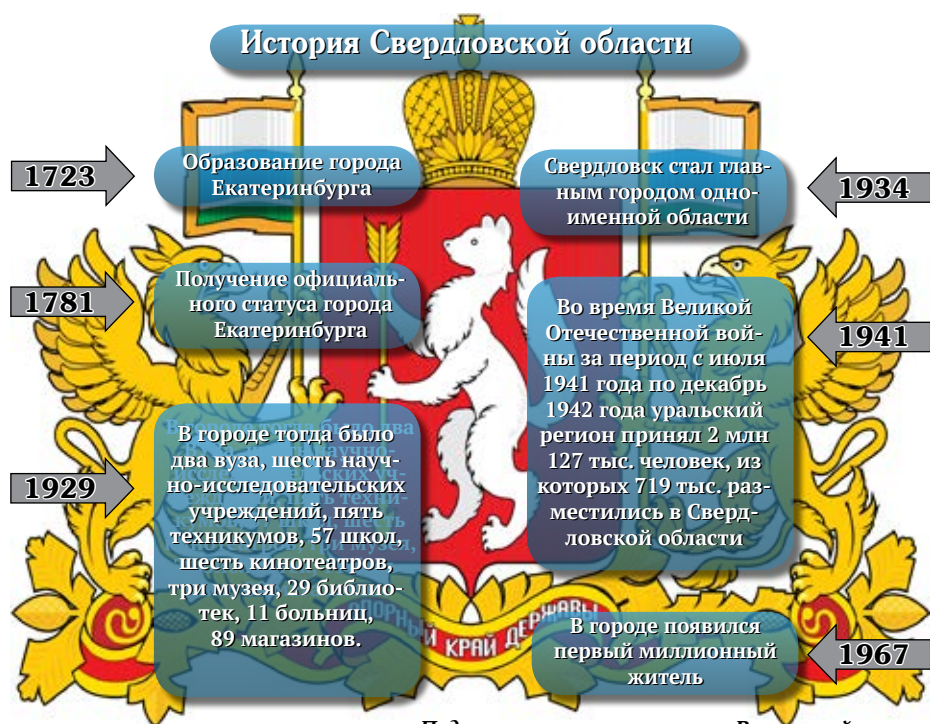 История Свердловской области
1723
Образование города
Екатеринбурга
1781
Получение официаль-
ного статуса города
Екатеринбурга
1929
В городе тогда было
два вуза, шесть науч-
но-исследовательских
учреждений, пять
техникумов, 57 школ,
шесть кинотеатров,
три музея, 29 библио-
тек, 11 больниц,
89 магазинов.
1934
Свердловск стал глав-
ным городом одно-
именной области
1941
Во время Великой
Отечественной вой-
ны за период с июля
1941 года по декабрь
1942 года уральский
регион принял 2 млн
127 тыс. человек, из
которых 719 тыс. раз-
местились в Сверд-
ловской области
1967
В городе появился
первый миллионный
житель
ОПОРНЫЙ КРАЙ ДЕРЖАВЫ